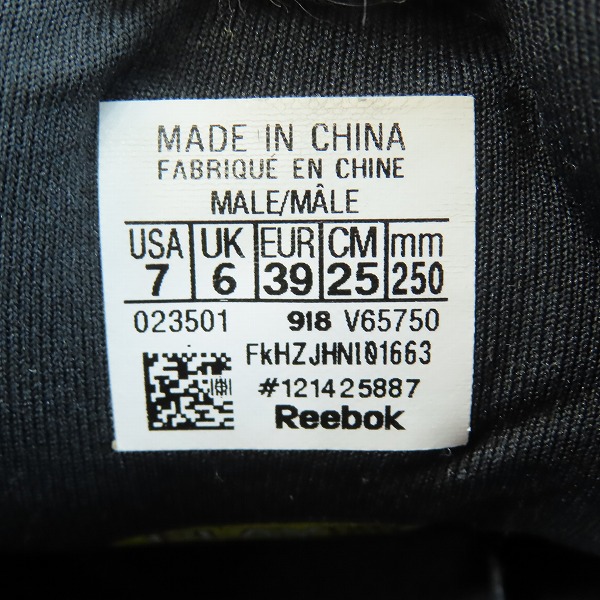 MADE IN CHINA
FABRIQUÉ EN CHINE
MALE/MÂLE
USA UK EUR CM mm
7 6 39 25 250
023501 918 V65750
FkHZJHNI01663
#121425887
Reebok